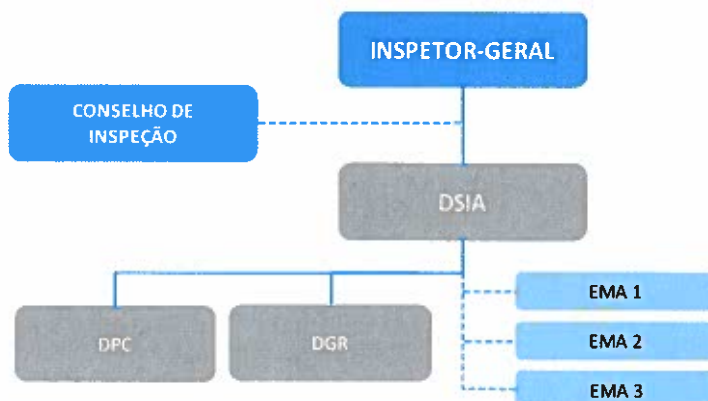 INSPETOR-GERAL
CONSELHO DE
INSPEÇÃO
DSIA
DPC
DGR
EMA 1
EMA 2
EMA 3